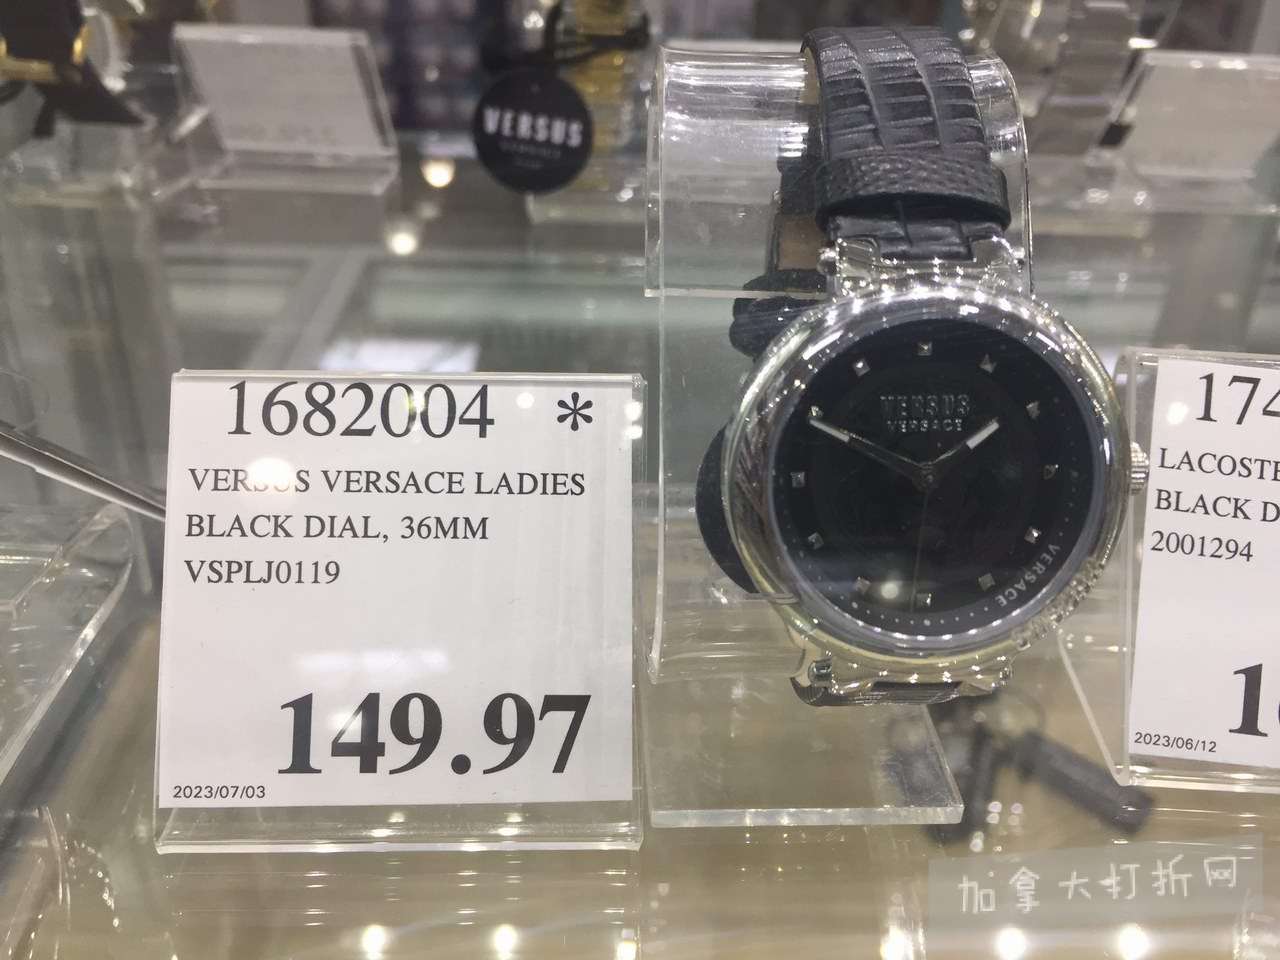 VERSUS
1682004 *
VERSUS VERSACE LADIES
BLACK DIAL, 36MM
VSPLJ0119
149.97
2023/07/03
VERSUS
VERSACE
VERSACE
174
LACOSTE
BLACK D
2001294
1
2023/06/12
加拿大打折网